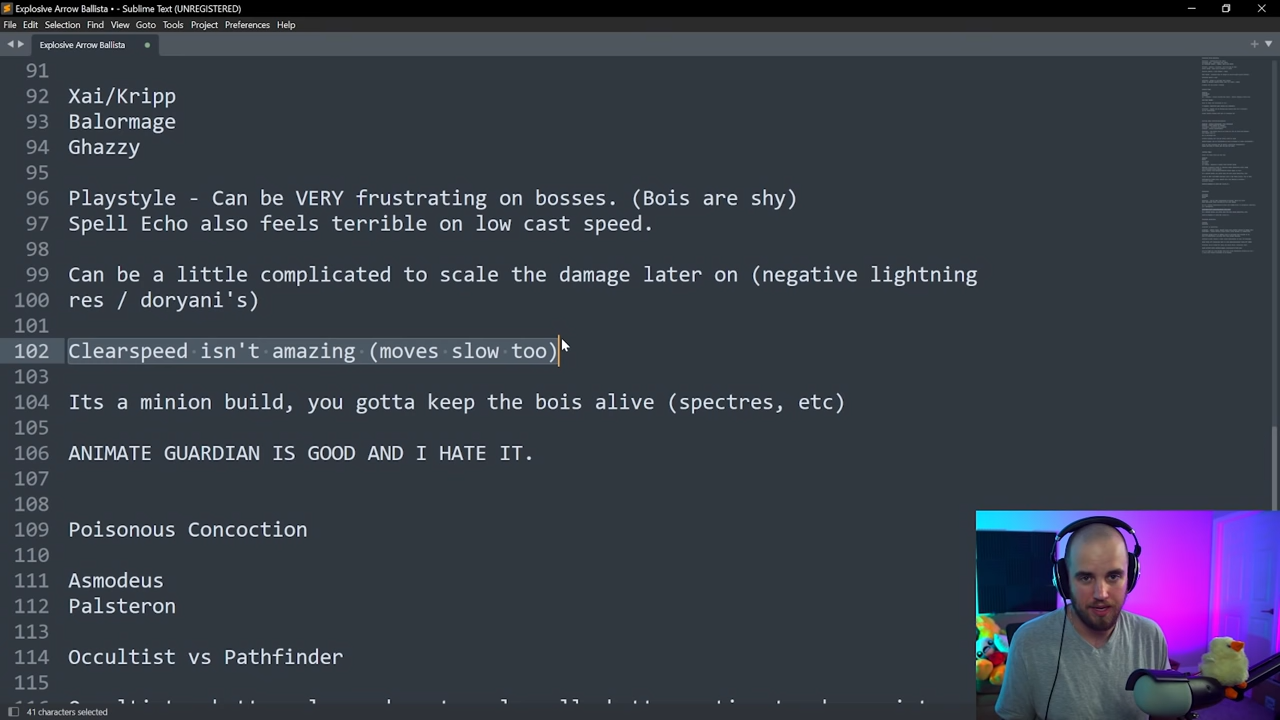 Explosive Arrow Ballista • - Sublime Text (UNREGISTERED)
File Edit Selection Find View Goto Tools Project Preferences Help
Explosive Arrow Ballista
91
92 Xai/Kripp
93 Balormage
94 Ghazzy
95
96 Playstyle - Can be VERY frustrating on bosses. (Bois are shy)
97 Spell Echo also feels terrible on low cast speed.
98
99 Can be a little complicated to scale the damage later on (negative lightning
100 res / doryani's)
101
102 Clearspeed isn't amazing (moves slow too)
103
104 Its a minion build, you gotta keep the bois alive (spectres, etc)
105
106 ANIMATE GUARDIAN IS GOOD AND I HATE IT.
107
108
109 Poisonous Concoction
110
111 Asmodeus
112 Palsteron
113
114 Occultist vs Pathfinder
115
41 characters selected